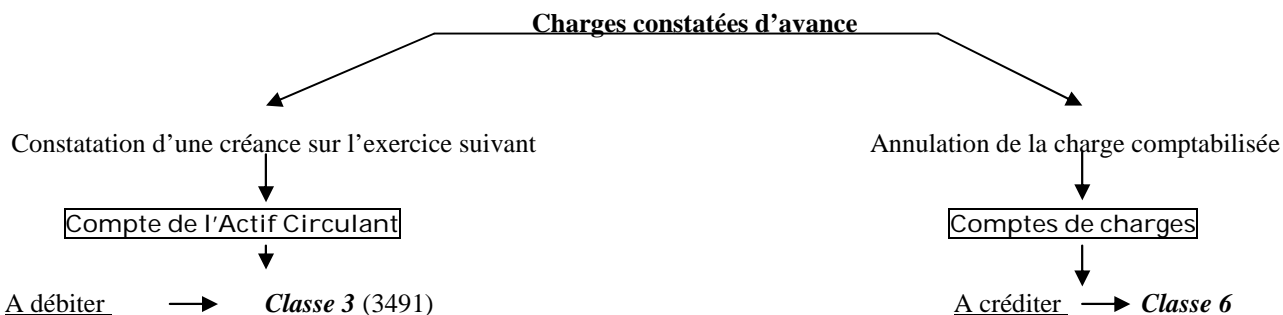 Charges constatées d’avance
Constatation d’une créance sur l’exercice suivant
Annulation de la charge comptabilisée
Compte de l’Actif Circulant
Comptes de charges
A débiter Classe 3 (3491)
A créditer Classe 6